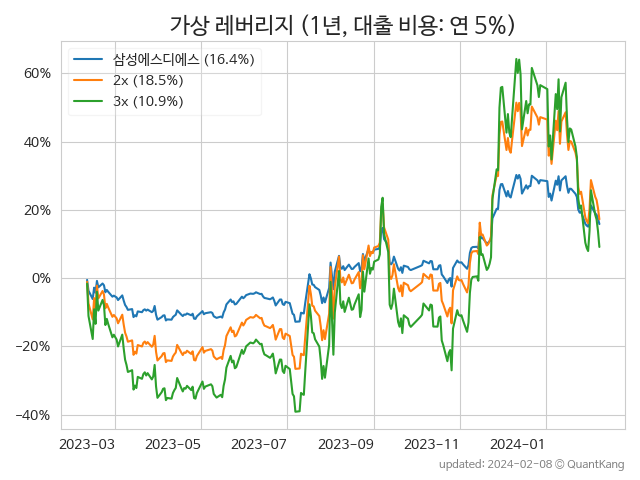 가상 레버리지 (1년, 대출 비용: 연 5%)
삼성에스디에스 (16.4%)
2x (18.5%)
3x (10.9%)
60%
40%
20%
0%
−20%
−40%
2023-03 2023-05 2023-07 2023-09 2023-11 2024-01
updated: 2024-02-08 © QuantKang